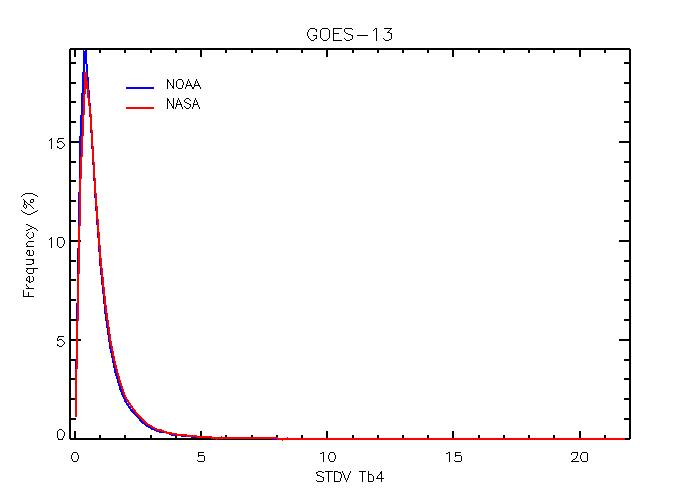 GOES-13
NOAA
NASA
15
10
5
0
Frequency (%)
0 5 10 15 20
STDV Tb4